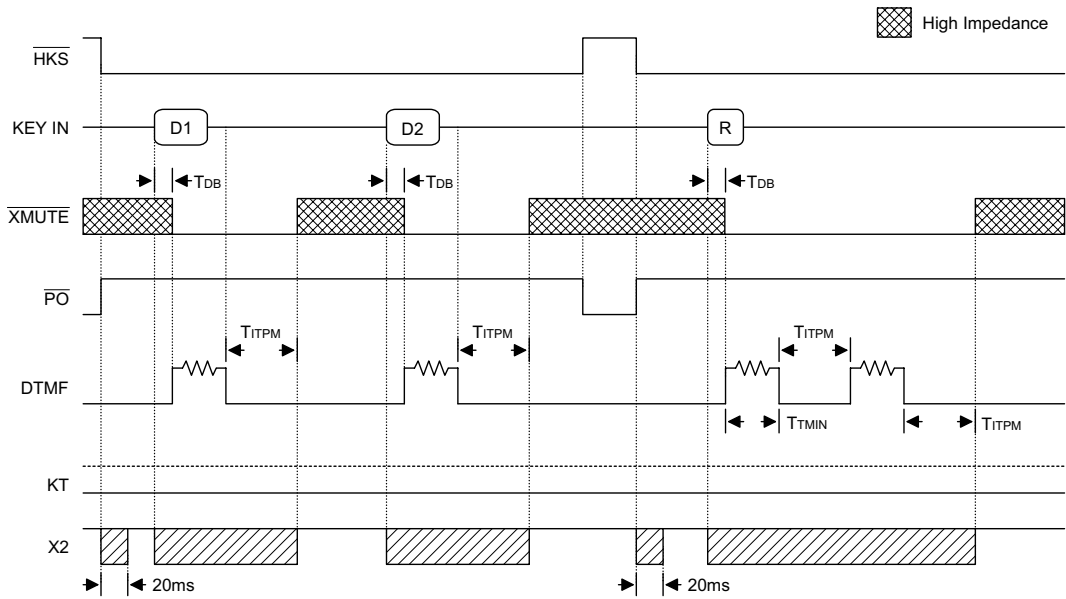 High Impedance
HKS
KEY IN D1 D2 R
TDB TDB TDB
XMUTE
PO
TITPM TITPM TITPM
DTMF
TTMIN TITPM
KT
X2
20ms 20ms